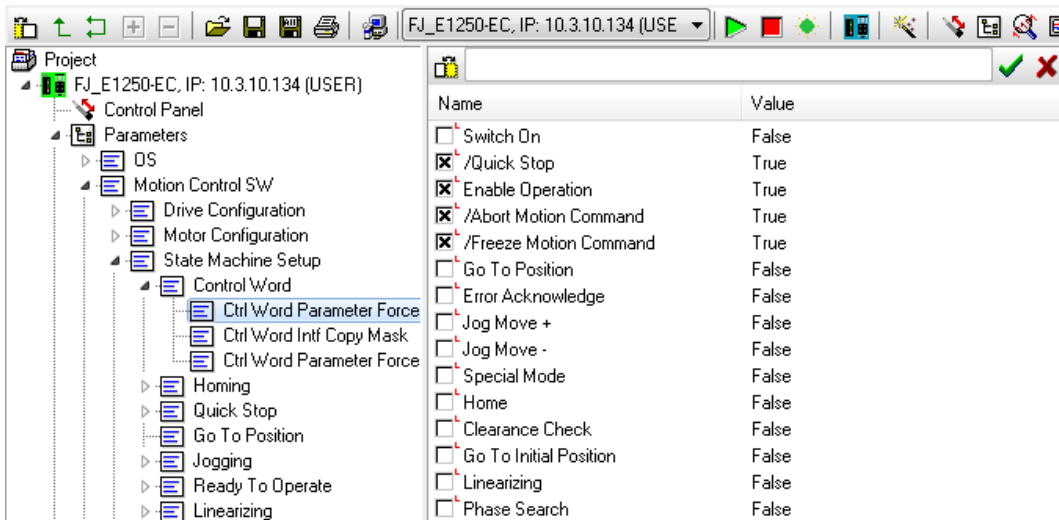 FJ_E1250-EC, IP: 10.3.10.134 (USE
Project
FJ_E1250-EC, IP: 10.3.10.134 (USER)
Control Panel
Parameters
OS
Motion Control SW
Drive Configuration
Motor Configuration
State Machine Setup
Control Word
Ctrl Word Parameter Force
Ctrl Word Intf Copy Mask
Ctrl Word Parameter Force
Homing
Quick Stop
Go To Position
Jogging
Ready To Operate
Linearizing
Name Value
Switch On False
/Quick Stop True
Enable Operation True
/Abort Motion Command True
/Freeze Motion Command True
Go To Position False
Error Acknowledge False
Jog Move + False
Jog Move - False
Special Mode False
Home False
Clearance Check False
Go To Initial Position False
Linearizing False
Phase Search False